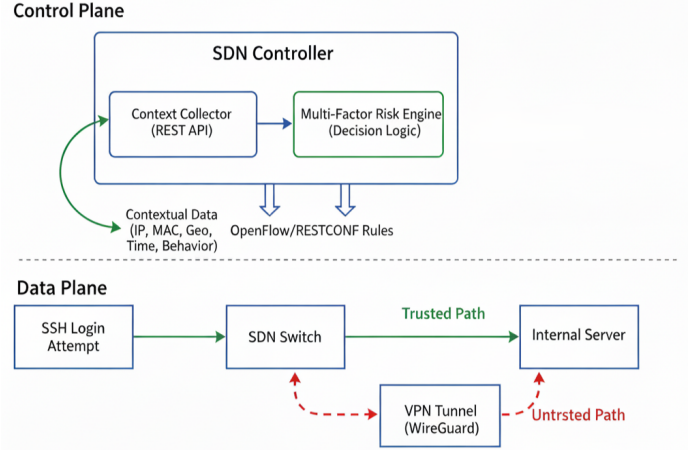 Control Plane
SDN Controller
Context Collector
(REST API)
Multi-Factor Risk Engine
(Decision Logic)
Contextual Data
(IP, MAC, Geo,
Time, Behavior)
OpenFlow/RESTCONF Rules
Data Plane
SSH Login
Attempt
SDN Switch
Trusted Path
Internal Server
VPN Tunnel
(WireGuard)
Untrsted Path